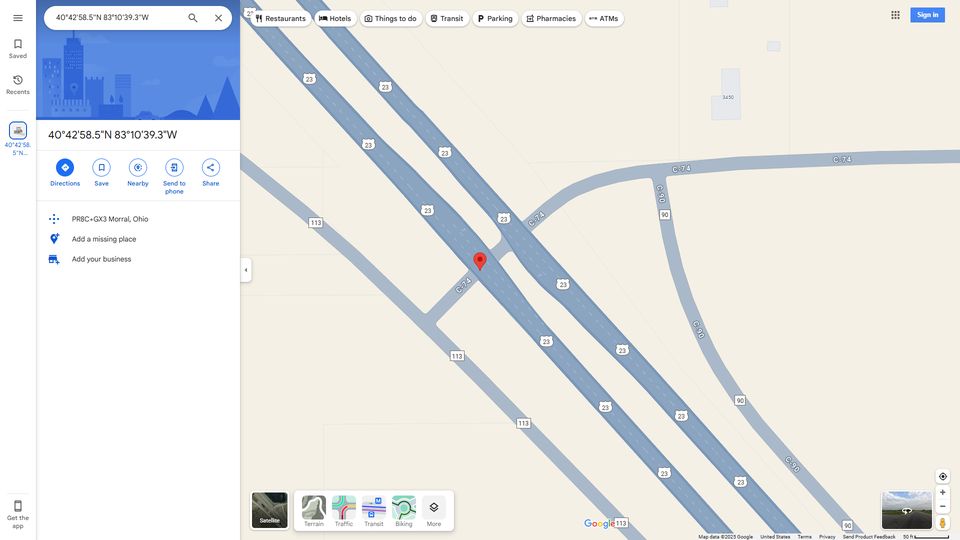 40°42'58.5"N 83°10'39.3"W
Restaurants
Hotels
Things to do
Transit
Parking
Pharmacies
ATMs
Sign in
Saved
Recents
40°42'58.
5"N...
Get the
app
40°42'58.5"N 83°10'39.3"W
Directions
Save
Nearby
Send to
phone
Share
PR8C+GX3 Morral, Ohio
Add a missing place
Add your business
23
23
23
23
23
23
23
23
23
23
23
23
23
23
3450
C-74
C-74
C-74
C-74
C-90
90
C-90
90
C-90
90
113
113
113
113
Satellite
Terrain
Traffic
Transit
Biking
More
Google
Map data ©2025 Google
United States
Terms
Privacy
Send Product Feedback
50 ft